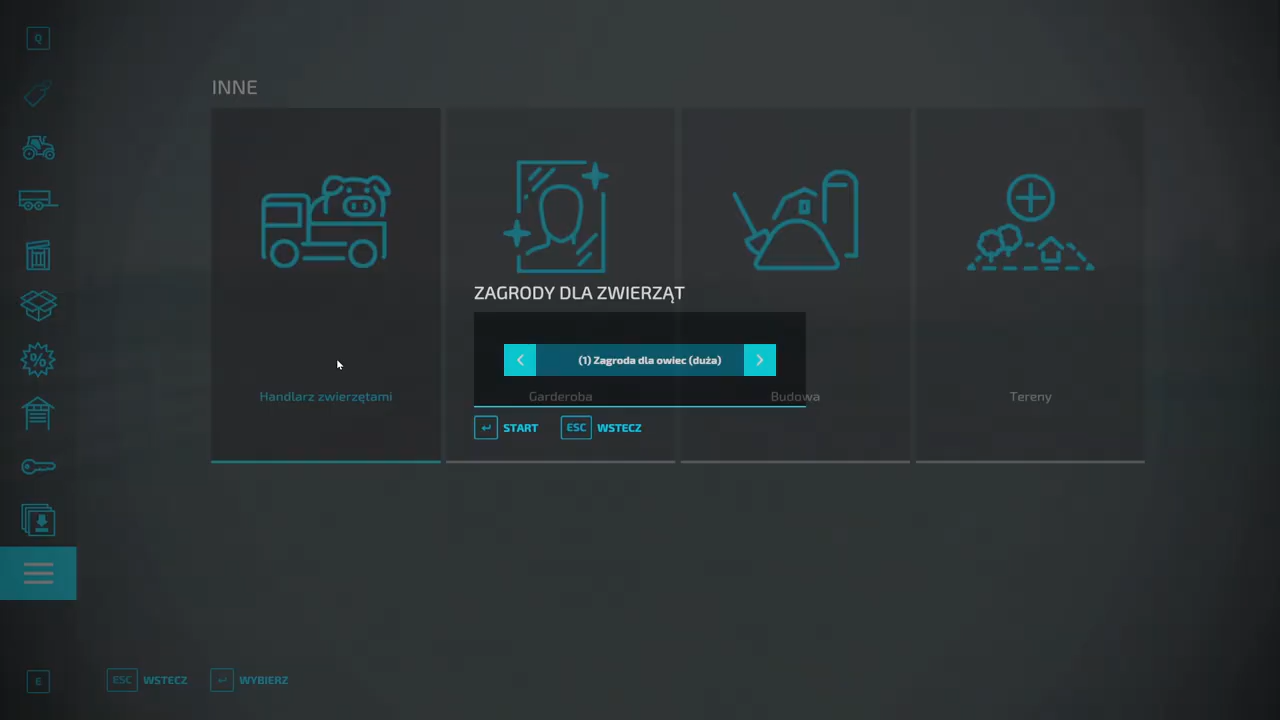 Q
INNE
ZAGRODY DLA ZWIERZĄT
(1) Zagroda dla owiec (duża)
Handlarz zwierzętami
Garderoba
Budowa
Tereny
START
ESC WSTECZ
%
E
ESC WSTECZ
WYBIERZ